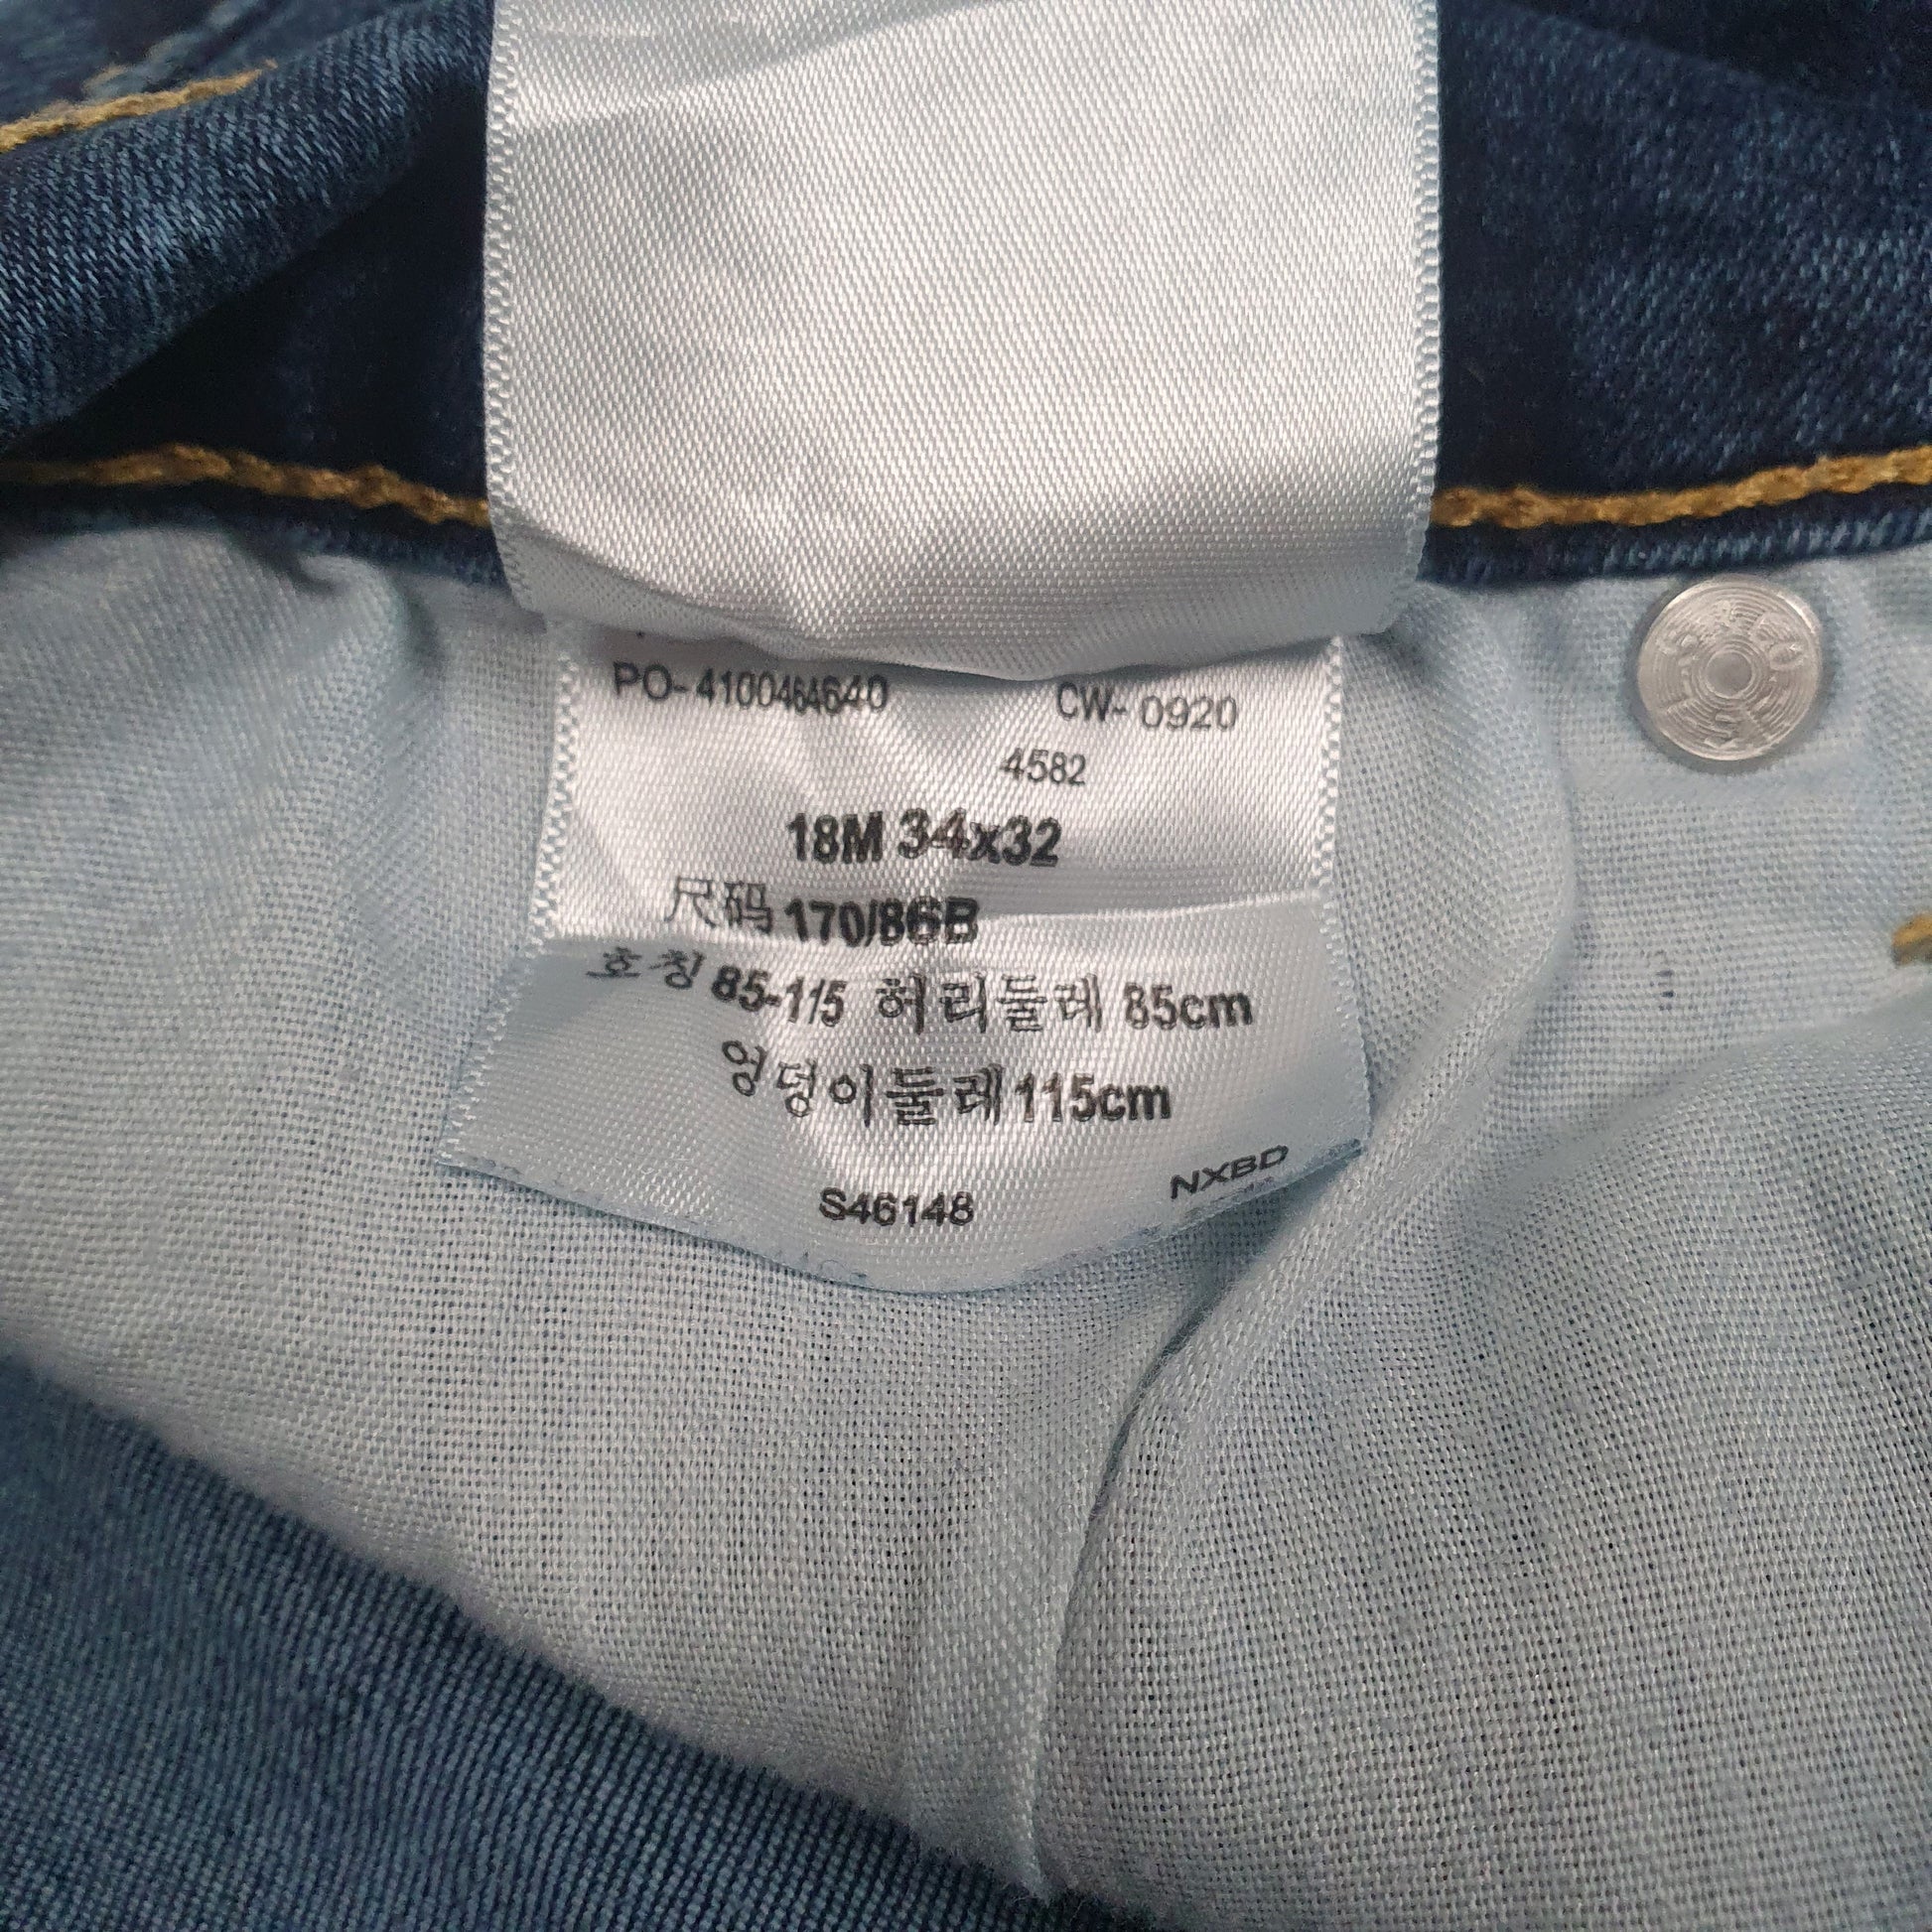 PO-4100464640 CW-0920
4582
18M 34x32
尺码 170/86B
호칭 85-115 허리둘레 85cm
엉덩이둘레 115cm
S46148 NXBD